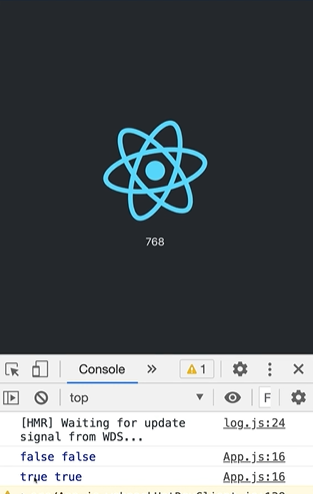 768
Console
1
top
F
[HMR] Waiting for update log.js:24
signal from WDS...
false false App.js:16
true true App.js:16